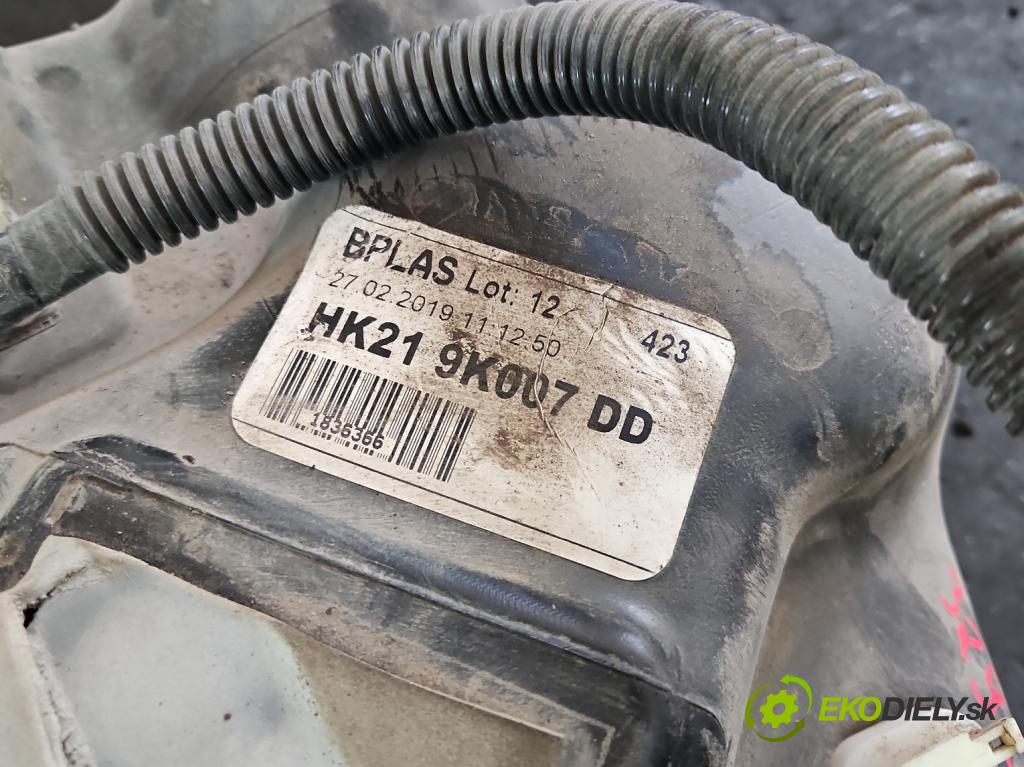 BPLAS Lot: 12 423
27 02 2019 11 12:50
HK21 9K007 DD
1836366
EKODIELY.sk